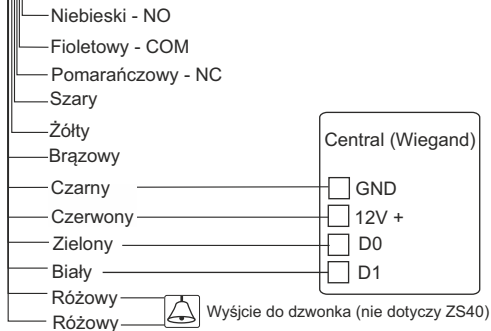 Niebieski - NO
Fioletowy - COM
Pomarańczowy - NC
Szary
Żółty
Brązowy
Central (Wiegand)
Czarny
GND
Czerwony
12V +
Zielony
D0
Biały
D1
Różowy
Wyśjcie do dzwonka (nie dotyczy ZS40)
Różowy